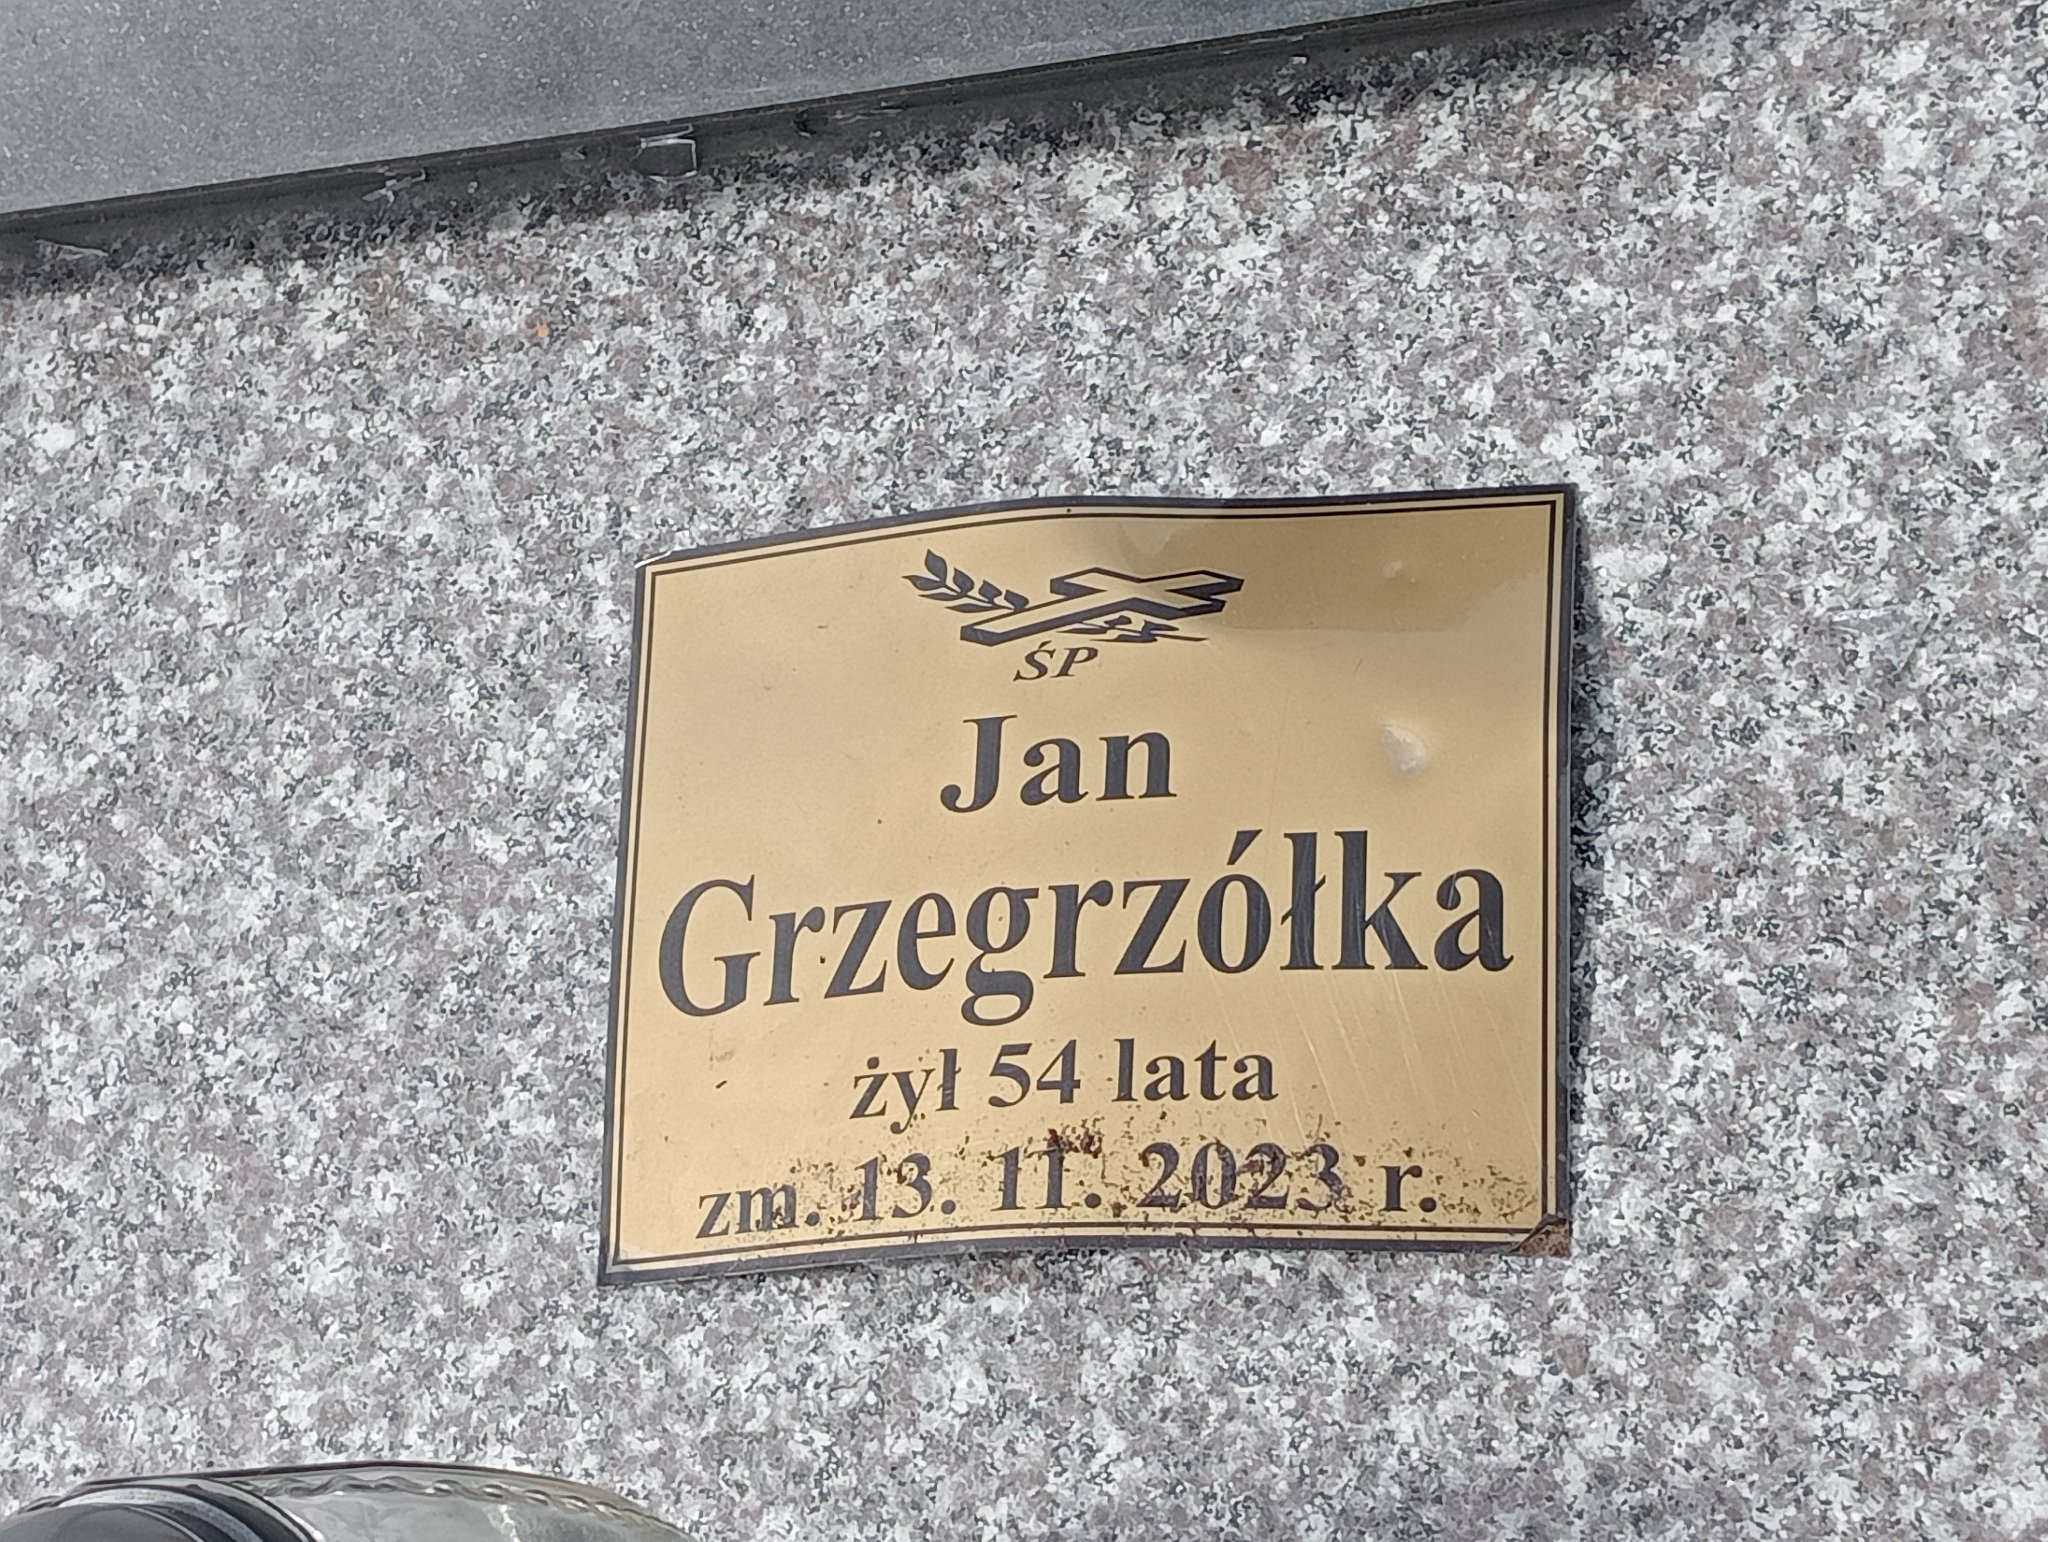 ŚP
Jan
Grzegrzółka
żył 54 lata
zm. 13. 11. 2023 r.